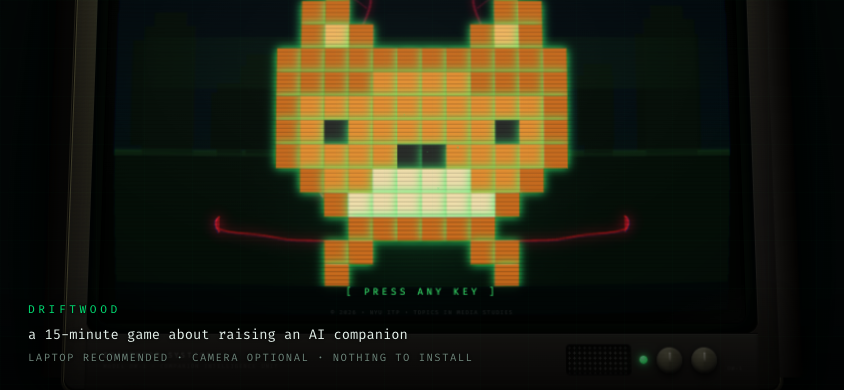 [ PRESS ANY KEY ]
DRIFTWOOD
a 15-minute game about raising an AI companion
LAPTOP RECOMMENDED · CAMERA OPTIONAL · NOTHING TO INSTALL